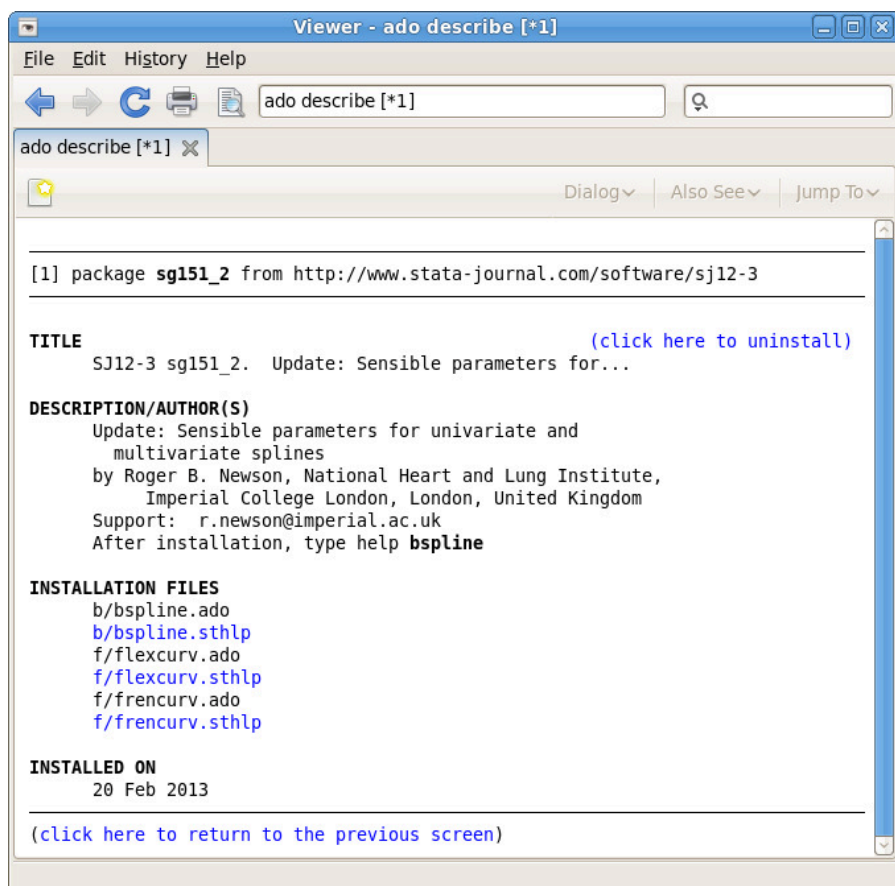 Viewer - ado describe [*1]
File Edit History Help
ado describe [*1]
ado describe [*1]
Dialog Also See Jump To
[1] package sg151_2 from http://www.stata-journal.com/software/sj12-3
TITLE (click here to uninstall)
SJ12-3 sg151_2. Update: Sensible parameters for...
DESCRIPTION/AUTHOR(S)
Update: Sensible parameters for univariate and
multivariate splines
by Roger B. Newson, National Heart and Lung Institute,
Imperial College London, London, United Kingdom
Support: r.newson@imperial.ac.uk
After installation, type help bspline
INSTALLATION FILES
b/bspline.ado
b/bspline.sthlp
f/flexcurv.ado
f/flexcurv.sthlp
f/frencurv.ado
f/frencurv.sthlp
INSTALLED ON
20 Feb 2013
(click here to return to the previous screen)